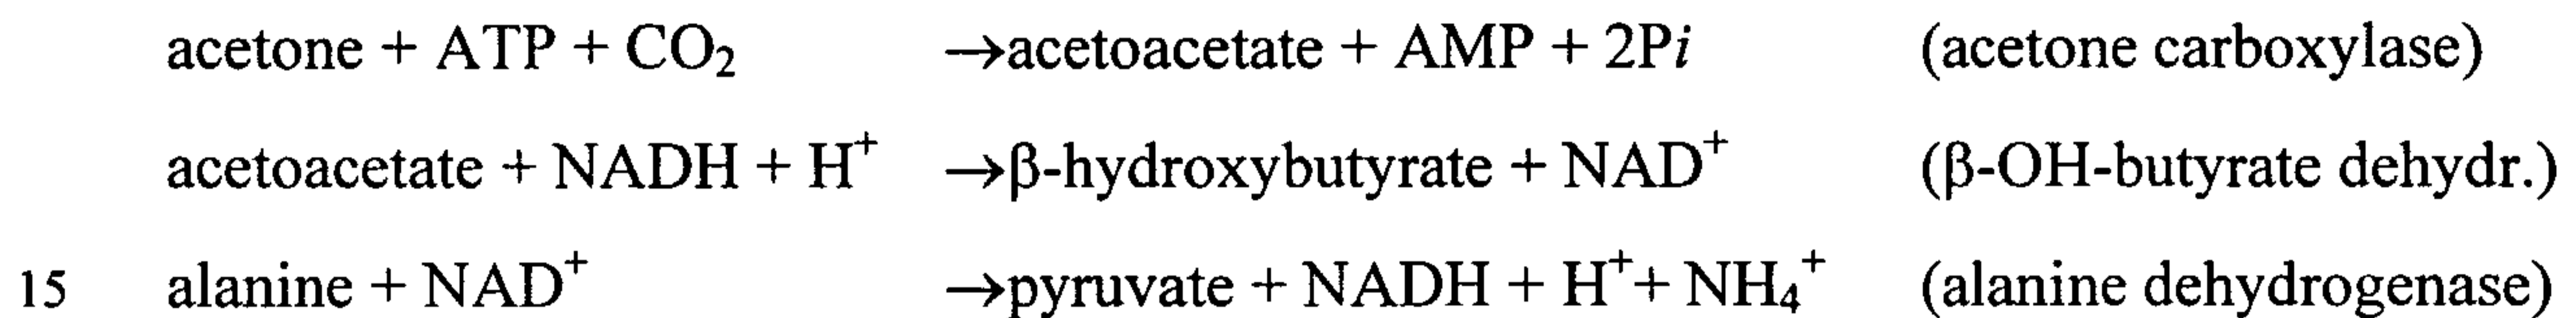 acetone + ATP + CO₂ →acetoacetate + AMP + 2Pi (acetone carboxylase)
acetoacetate + NADH + H⁺ →β-hydroxybutyrate + NAD⁺ (β-OH-butyrate dehydr.)
15 alanine + NAD⁺ →pyruvate + NADH + H⁺+ NH₄⁺ (alanine dehydrogenase)